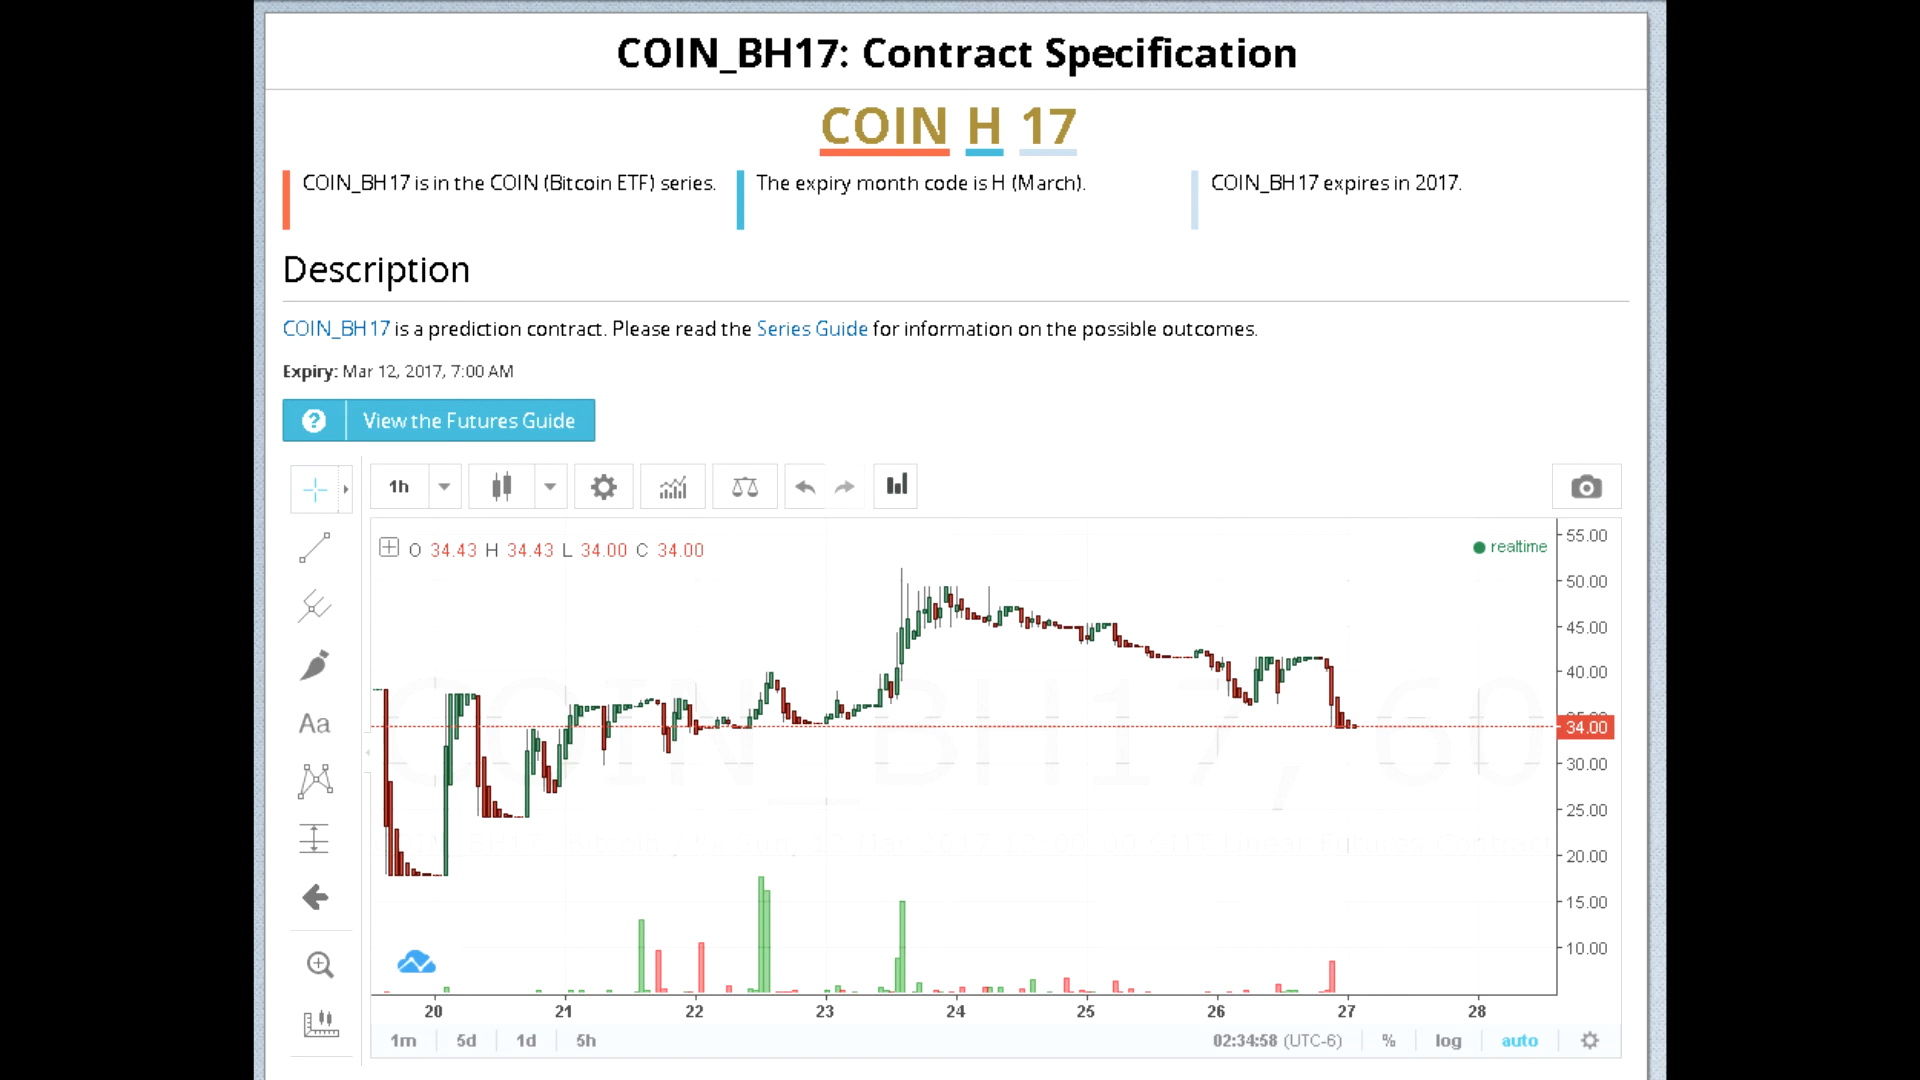 COIN_BH17: Contract Specification
COIN H 17
COIN_BH17 is in the COIN (Bitcoin ETF) series.
The expiry month code is H (March).
COIN_BH17 expires in 2017.
Description
COIN_BH17 is a prediction contract. Please read the Series Guide for information on the possible outcomes.
Expiry: Mar 12, 2017, 7:00 AM
? View the Futures Guide
1h
O 34.43 H 34.43 L 34.00 C 34.00
realtime
Aa
COIN_BH17, 60
55.00
50.00
45.00
40.00
34.00
30.00
25.00
20.00
15.00
10.00
20 21 22 23 24 25 26 27 28
1m 5d 1d 5h
02:34:58 (UTC-6) % log auto